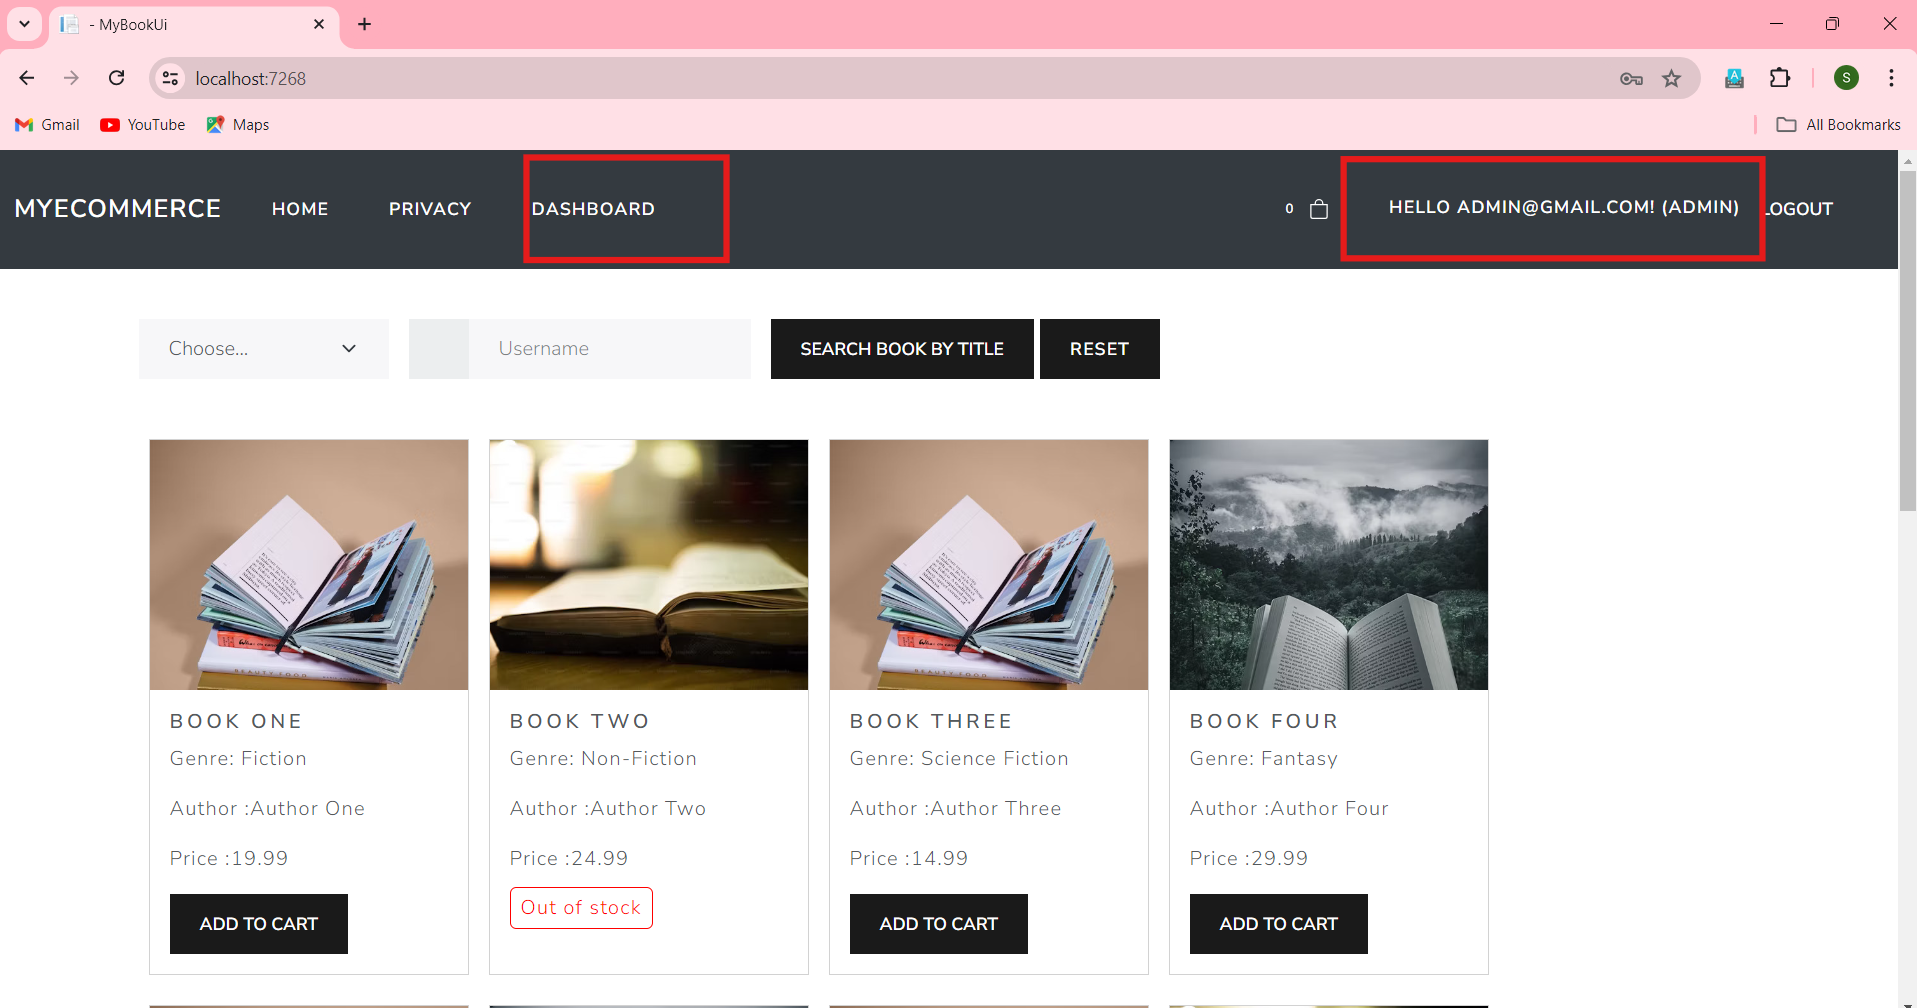 - MyBookUi
localhost:7268
S
Gmail YouTube Maps All Bookmarks
MYECOMMERCE HOME PRIVACY DASHBOARD 0 HELLO ADMIN@GMAIL.COM! (ADMIN) LOGOUT
Choose... Username SEARCH BOOK BY TITLE RESET
BEAUTY FOOD
BEAUTY FOOD
BOOK ONE BOOK TWO BOOK THREE BOOK FOUR
Genre: Fiction Genre: Non-Fiction Genre: Science Fiction Genre: Fantasy
Author :Author One Author :Author Two Author :Author Three Author :Author Four
Price :19.99 Price :24.99 Price :14.99 Price :29.99
ADD TO CART Out of stock ADD TO CART ADD TO CART